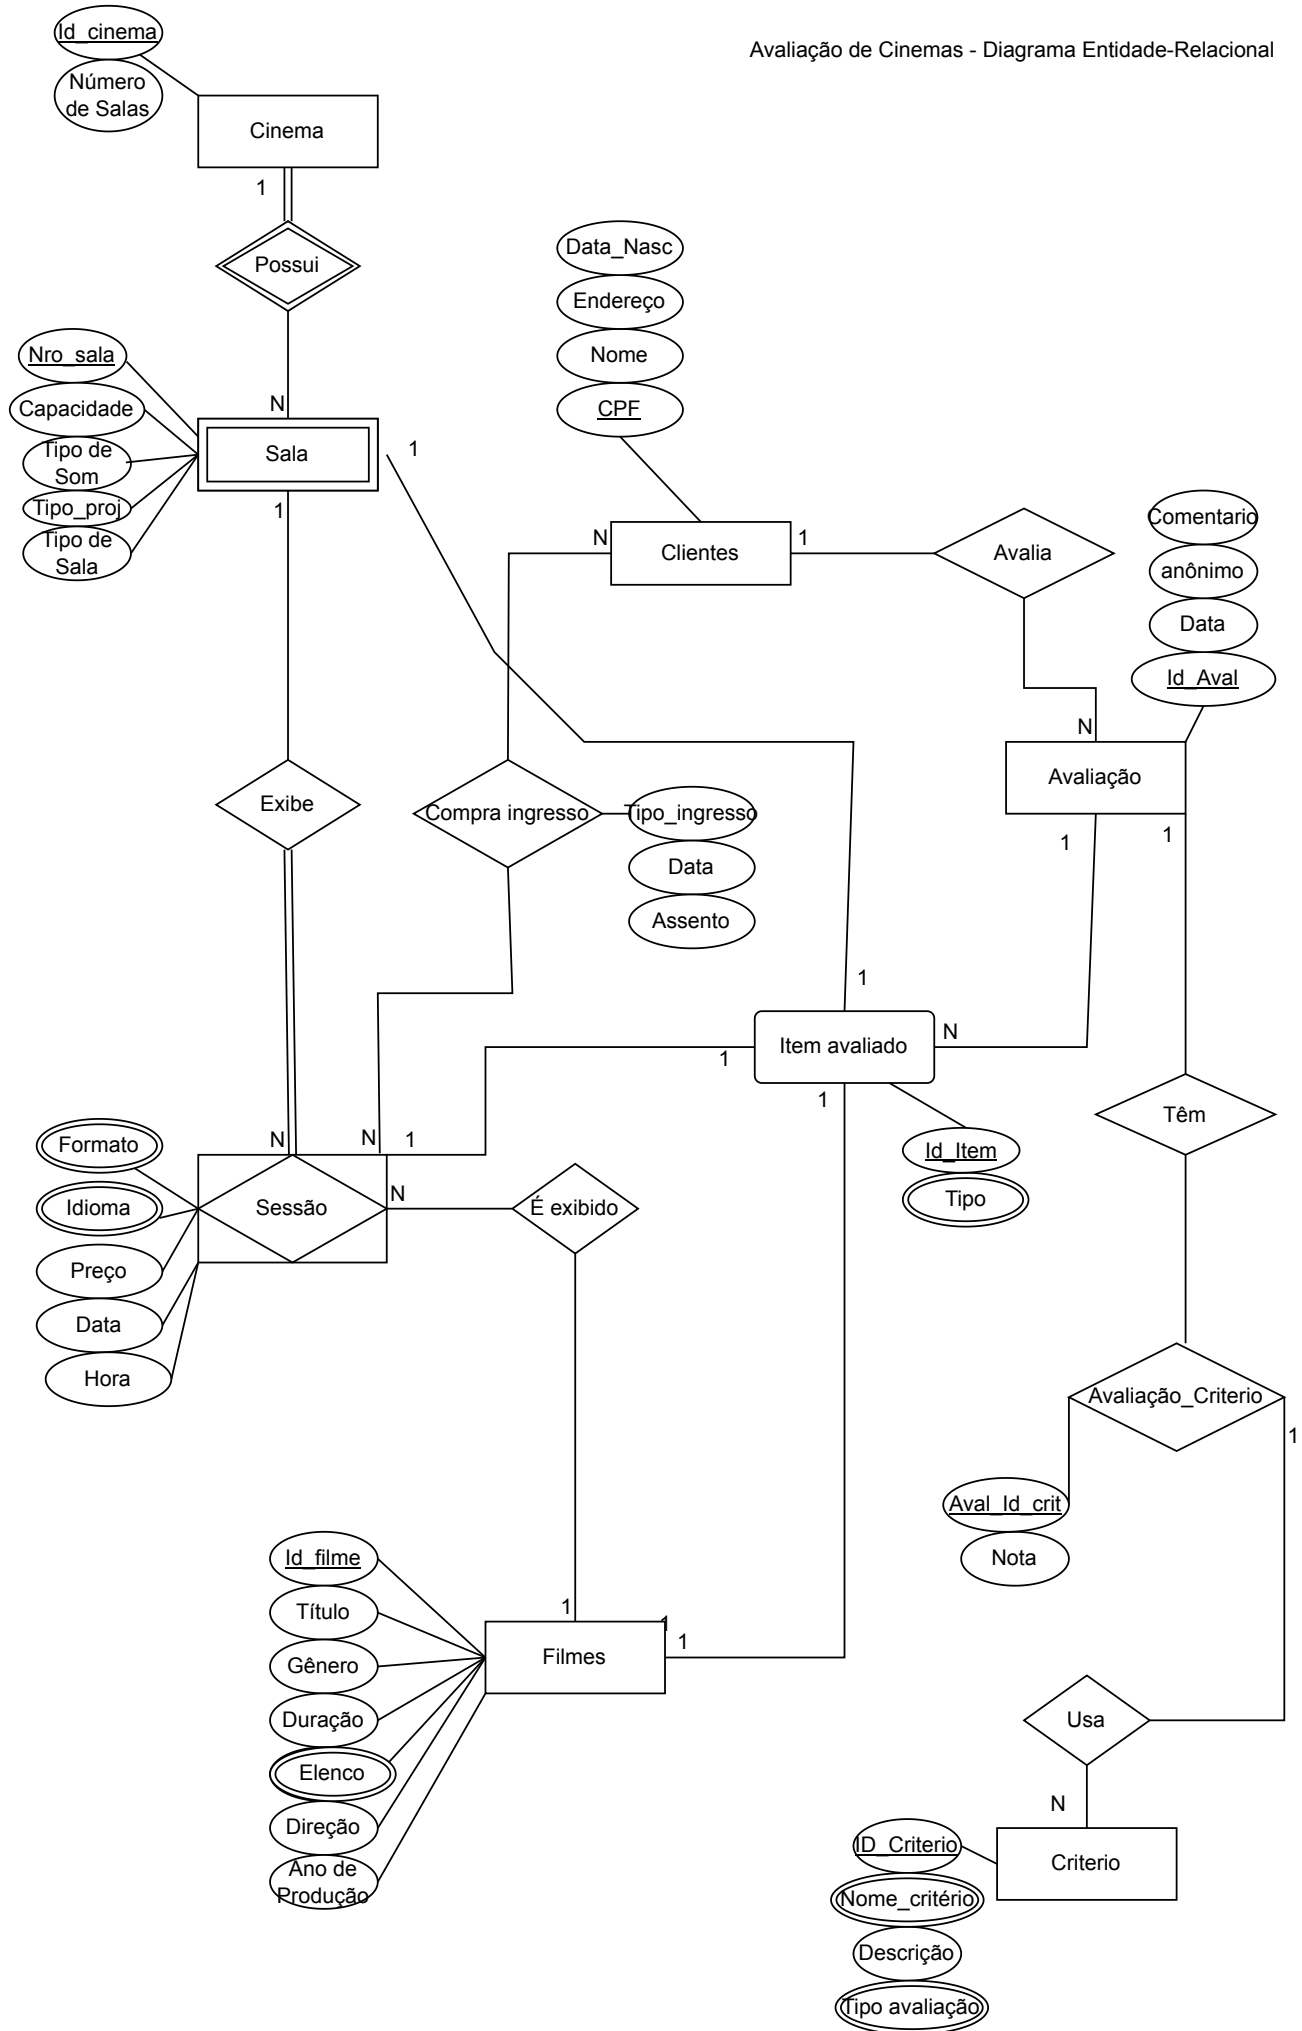 Id_cinema
Avaliação de Cinemas - Diagrama Entidade-Relacional
Número
de Salas
Cinema
1
Possui
Data_Nasc
Endereço
Nome
CPF
Nro_sala
Capacidade
Tipo de
Som
Tipo_proj
Tipo de
Sala
N
Sala
1
1
N
Clientes
1
Avalia
Comentario
anônimo
Data
Id_Aval
N
Avaliação
1
1
Exibe
Compra ingresso
Tipo_ingresso
Data
Assento
1
Item avaliado
N
1
1
Id_Item
Tipo
Têm
Formato
Idioma
Preço
Data
Hora
N
N
1
Sessão
N
É exibido
Avaliação_Criterio
1
Aval_Id_crit
Nota
Id_filme
Título
Gênero
Duração
Elenco
Direção
Ano de
Produção
1
1
1
Filmes
Usa
N
ID_Criterio
Criterio
Nome_critério
Descrição
Tipo avaliação